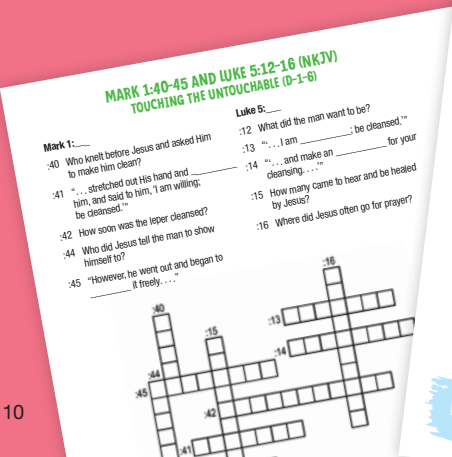 MARK 1:40-45 AND LUKE 5:12-16 (NKJV)
TOUCHING THE UNTOUCHABLE (D-1-6)
Mark 1:___
:40 Who knelt before Jesus and asked Him
to make him clean?
:41 “. . . stretched out His hand and _________
him, and said to him, ‘I am willing;
be cleansed.’”
:42 How soon was the leper cleansed?
:44 Who did Jesus tell the man to show
himself to?
:45 “However, he went out and began to
________ it freely. . . .”
Luke 5:___
:12 What did the man want to be?
:13 “‘. . . I am __________; be cleansed.’”
:14 “‘. . . and make an __________ for your
cleansing. . . .’”
:15 How many came to hear and be healed
by Jesus?
:16 Where did Jesus often go for prayer?
:16
:40
:13
:15
:14
:44
:45
:42
:41
10